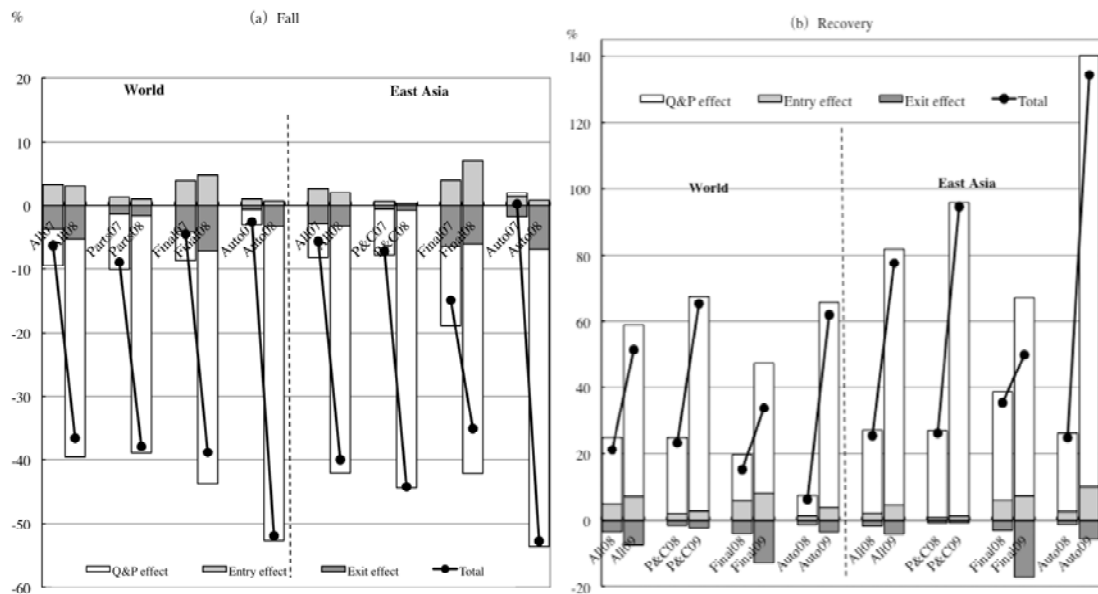 %
(a) Fall
20
10
0
-10
-20
-30
-40
-50
-60
World
East Asia
All07
All08
Parts07
Parts08
Final07
Final08
Auto07
Auto08
All07
All08
P&C07
P&C08
Final07
Final08
Auto07
Auto08
Q&P effect
Entry effect
Exit effect
Total
(b) Recovery
%
140
120
100
80
60
40
20
0
-20
Q&P effect
Entry effect
Exit effect
Total
World
East Asia
All08
All09
P&C08
P&C09
Final08
Final09
Auto08
Auto09
All08
All09
P&C08
P&C09
Final08
Final09
Auto08
Auto09